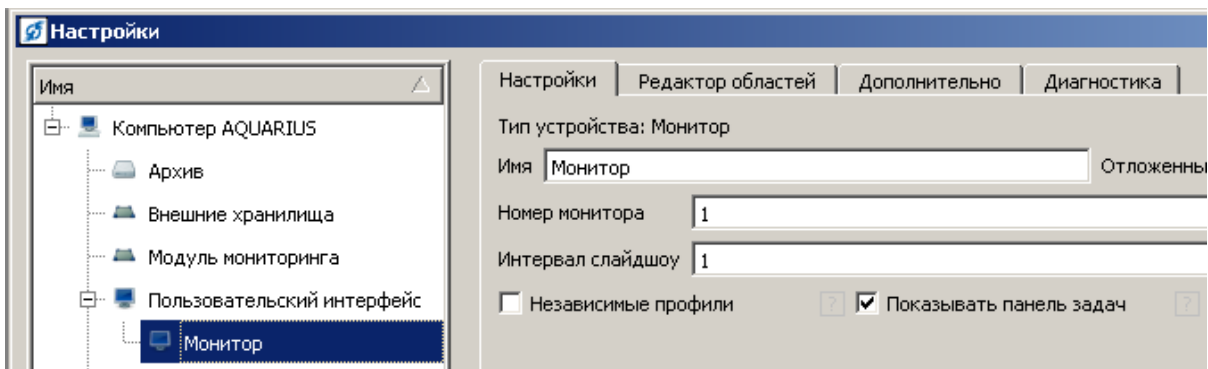 Настройки
Имя
Компьютер AQUARIUS
Архив
Внешние хранилища
Модуль мониторинга
Пользовательский интерфейс
Монитор
Настройки Редактор областей Дополнительно Диагностика
Тип устройства: Монитор
Имя Монитор Отложенны
Номер монитора 1
Интервал слайдшоу 1
Независимые профили ? Показывать панель задач ?